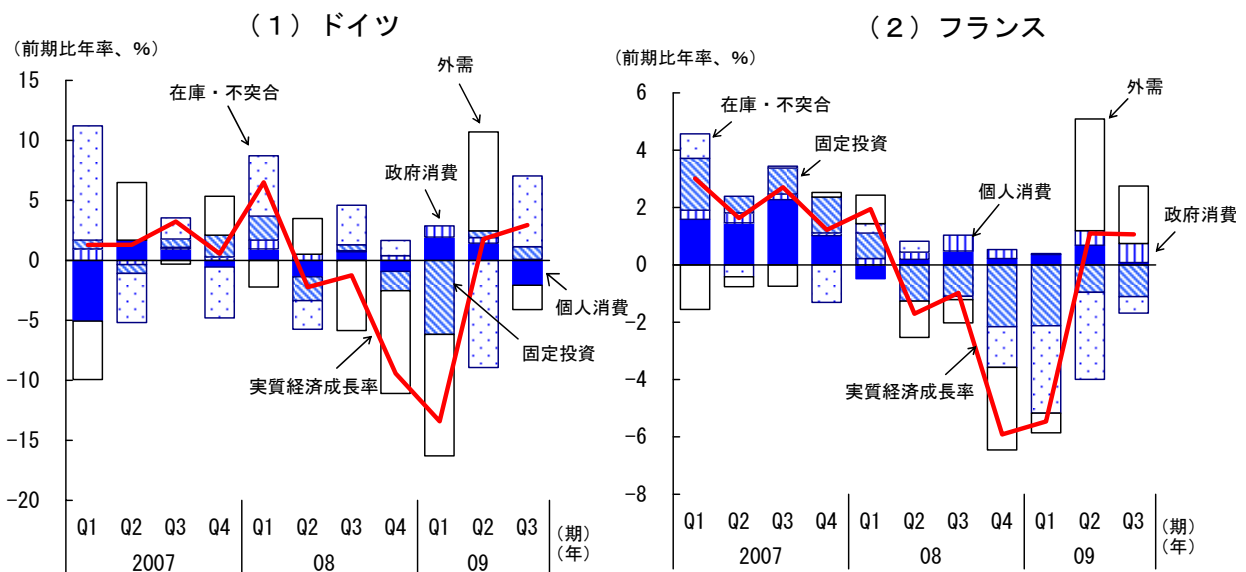 (1)ドイツ
(前期比年率、%)
15
10
5
0
-5
-10
-15
-20
在庫・不突合
外需
政府消費
個人消費
固定投資
実質経済成長率
Q1 Q2 Q3 Q4 Q1 Q2 Q3 Q4 Q1 Q2 Q3 (期)
2007 08 09 (年)
(2)フランス
(前期比年率、%)
6
4
2
0
-2
-4
-6
-8
在庫・不突合
外需
固定投資
個人消費
政府消費
実質経済成長率
Q1 Q2 Q3 Q4 Q1 Q2 Q3 Q4 Q1 Q2 Q3 (期)
2007 08 09 (年)